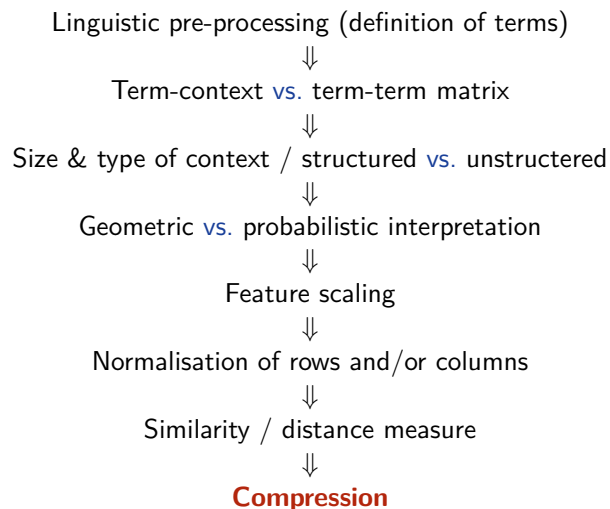 Linguistic pre-processing (definition of terms)
⇓
Term-context vs. term-term matrix
⇓
Size & type of context / structured vs. unstructered
⇓
Geometric vs. probabilistic interpretation
⇓
Feature scaling
⇓
Normalisation of rows and/or columns
⇓
Similarity / distance measure
⇓
Compression